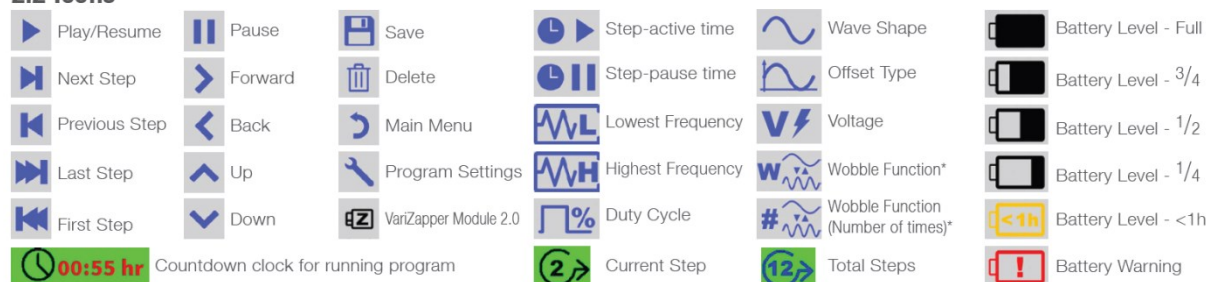 Play/Resume
Pause
Save
Step-active time
Wave Shape
Battery Level - Full
Next Step
Forward
Delete
Step-pause time
Offset Type
Battery Level - 3/4
Previous Step
Back
Main Menu
L
Lowest Frequency
V
Voltage
Battery Level - 1/2
Last Step
Up
Program Settings
H
Highest Frequency
W
Wobble Function*
Battery Level - 1/4
First Step
Down
Z
VariZapper Module 2.0
%
Duty Cycle
#
Wobble Function
(Number of times)*
<1h
Battery Level - <1h
00:55 hr
Countdown clock for running program
2
Current Step
12
Total Steps
!
Battery Warning